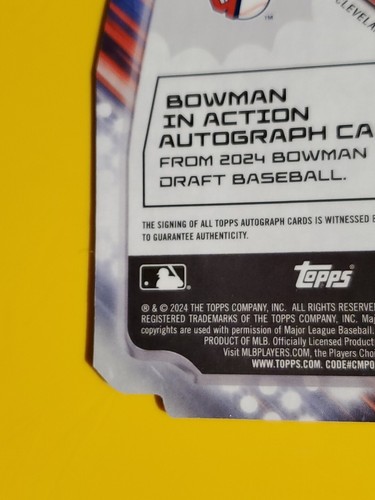 CLEVELAN
TM
BOWMAN
IN ACTION
AUTOGRAPH CA
FROM 2024 BOWMAN
DRAFT BASEBALL.
THE SIGNING OF ALL TOPPS AUTOGRAPH CARDS IS WITNESSED B
TO GUARANTEE AUTHENTICITY.
topps
® & © 2024 THE TOPPS COMPANY, INC. ALL RIGHTS RESERVE
REGISTERED TRADEMARKS OF THE TOPPS COMPANY, INC. Maj
copyrights are used with permission of Major League Baseball.
PRODUCT OF MLB. Officially Licensed Product
Visit MLBPLAYERS.COM, the Players Choi
WWW.TOPPS.COM. CODE#CMPO